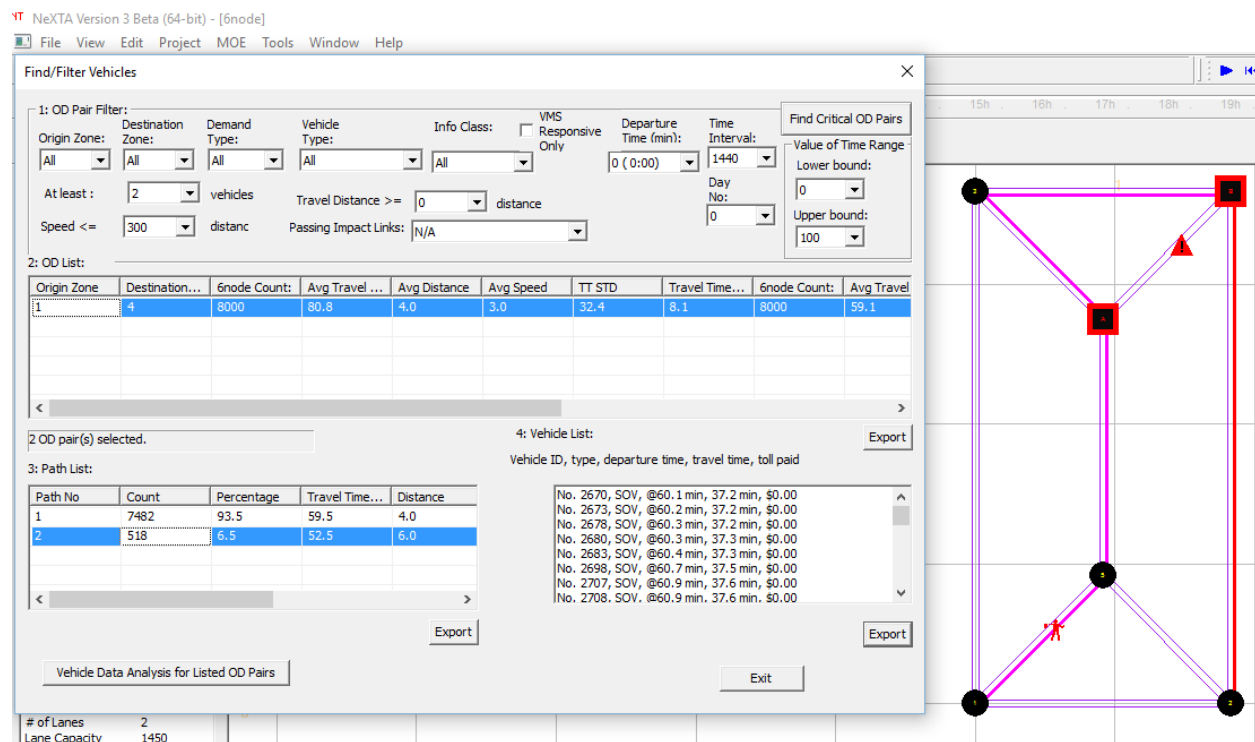 NeXTA Version 3 Beta (64-bit) - [6node]
File View Edit Project MOE Tools Window Help
Find/Filter Vehicles
15h 16h 17h 18h 19h
1: OD Pair Filter:
Origin Zone: Destination Zone: Demand Type: Vehicle Type: Info Class: VMS Responsive Only Departure Time (min): Time Interval: Find Critical OD Pairs
All All All All All 0 ( 0:00) 1440
Value of Time Range
Lower bound:
0
Upper bound:
100
At least : 2 vehicles Travel Distance >= 0 distance Day No: 0
Speed <= 300 distanc Passing Impact Links: N/A
2: OD List:
Origin Zone Destination... 6node Count: Avg Travel ... Avg Distance Avg Speed TT STD Travel Time... 6node Count: Avg Travel
1 4 8000 80.8 4.0 3.0 32.4 8.1 8000 59.1
2 OD pair(s) selected.
4: Vehicle List:
Export
3: Path List:
Vehicle ID, type, departure time, travel time, toll paid
Path No Count Percentage Travel Time... Distance
1 7482 93.5 59.5 4.0
2 518 6.5 52.5 6.0
No. 2670, SOV, @60.1 min, 37.2 min, $0.00
No. 2673, SOV, @60.2 min, 37.2 min, $0.00
No. 2678, SOV, @60.3 min, 37.2 min, $0.00
No. 2680, SOV, @60.3 min, 37.3 min, $0.00
No. 2683, SOV, @60.4 min, 37.3 min, $0.00
No. 2698, SOV, @60.7 min, 37.5 min, $0.00
No. 2707, SOV, @60.9 min, 37.6 min, $0.00
No. 2708, SOV, @60.9 min, 37.6 min, $0.00
Export
Export
Vehicle Data Analysis for Listed OD Pairs
Exit
# of Lanes 2
Lane Capacity 1450